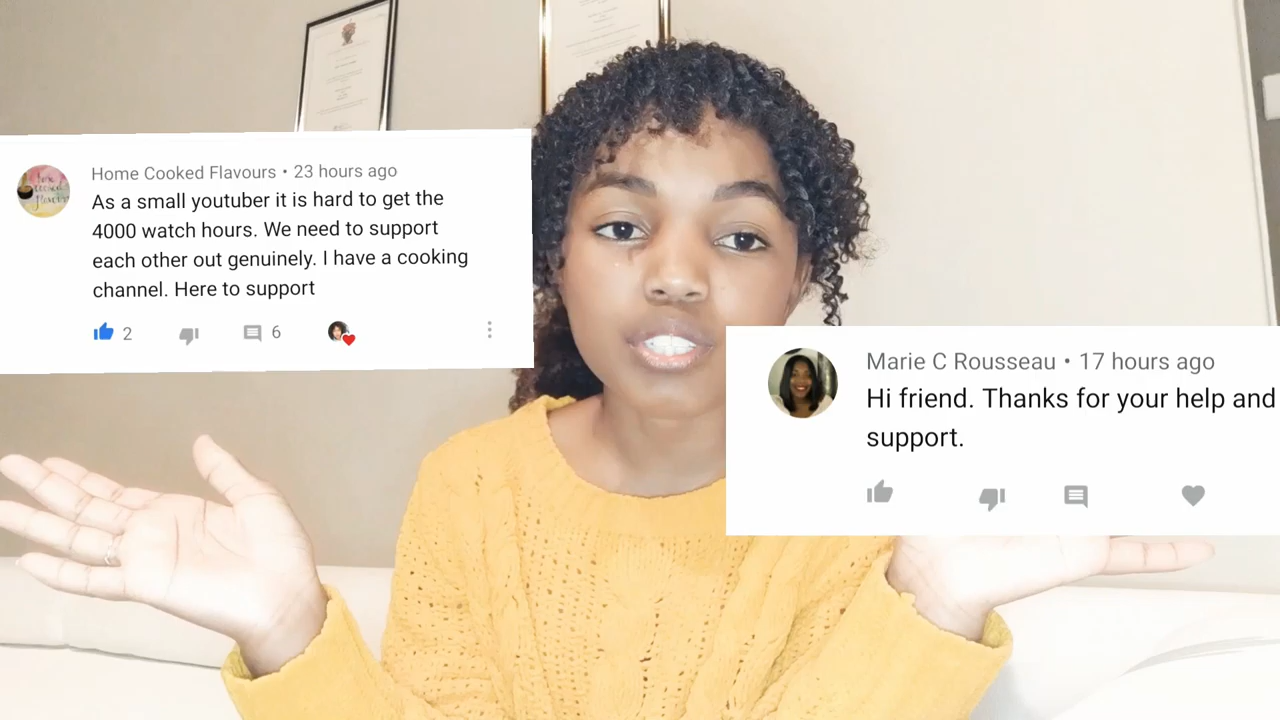 Home Cooked Flavours • 23 hours ago
As a small youtuber it is hard to get the
4000 watch hours. We need to support
each other out genuinely. I have a cooking
channel. Here to support
2
6
Marie C Rousseau • 17 hours ago
Hi friend. Thanks for your help and
support.